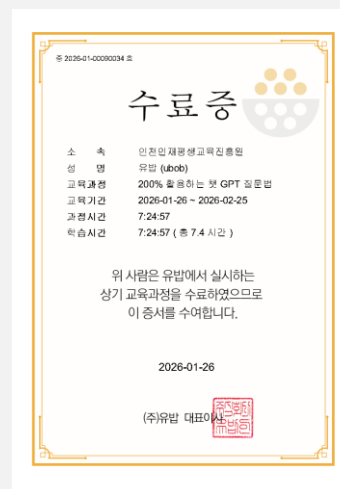 증 2026-01-00090034 호
수료증
소 속 인천인재평생교육진흥원
성 명 유밥 (ubob)
교육과정 200% 활용하는 챗 GPT 질문법
교육기간 2026-01-26 ~ 2026-02-25
과정시간 7:24:57
학습시간 7:24:57 ( 총 7.4 시간 )
위 사람은 유밥에서 실시하는
상기 교육과정을 수료하였으므로
이 증서를 수여합니다.
2026-01-26
(주)유밥 대표이사